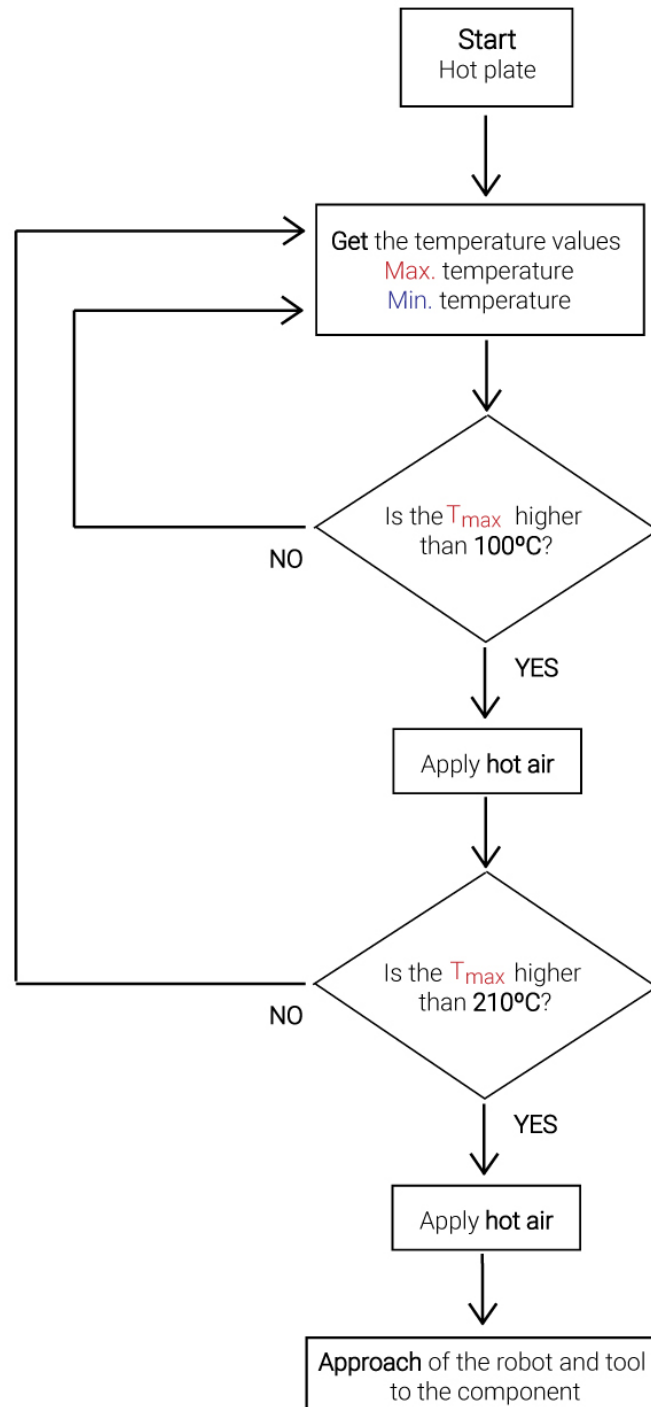 Start
Hot plate
Get the temperature values
Max. temperature
Min. temperature
Is the Tmax higher
than 100ºC?
NO
YES
Apply hot air
Is the Tmax higher
than 210ºC?
NO
YES
Apply hot air
Approach of the robot and tool
to the component